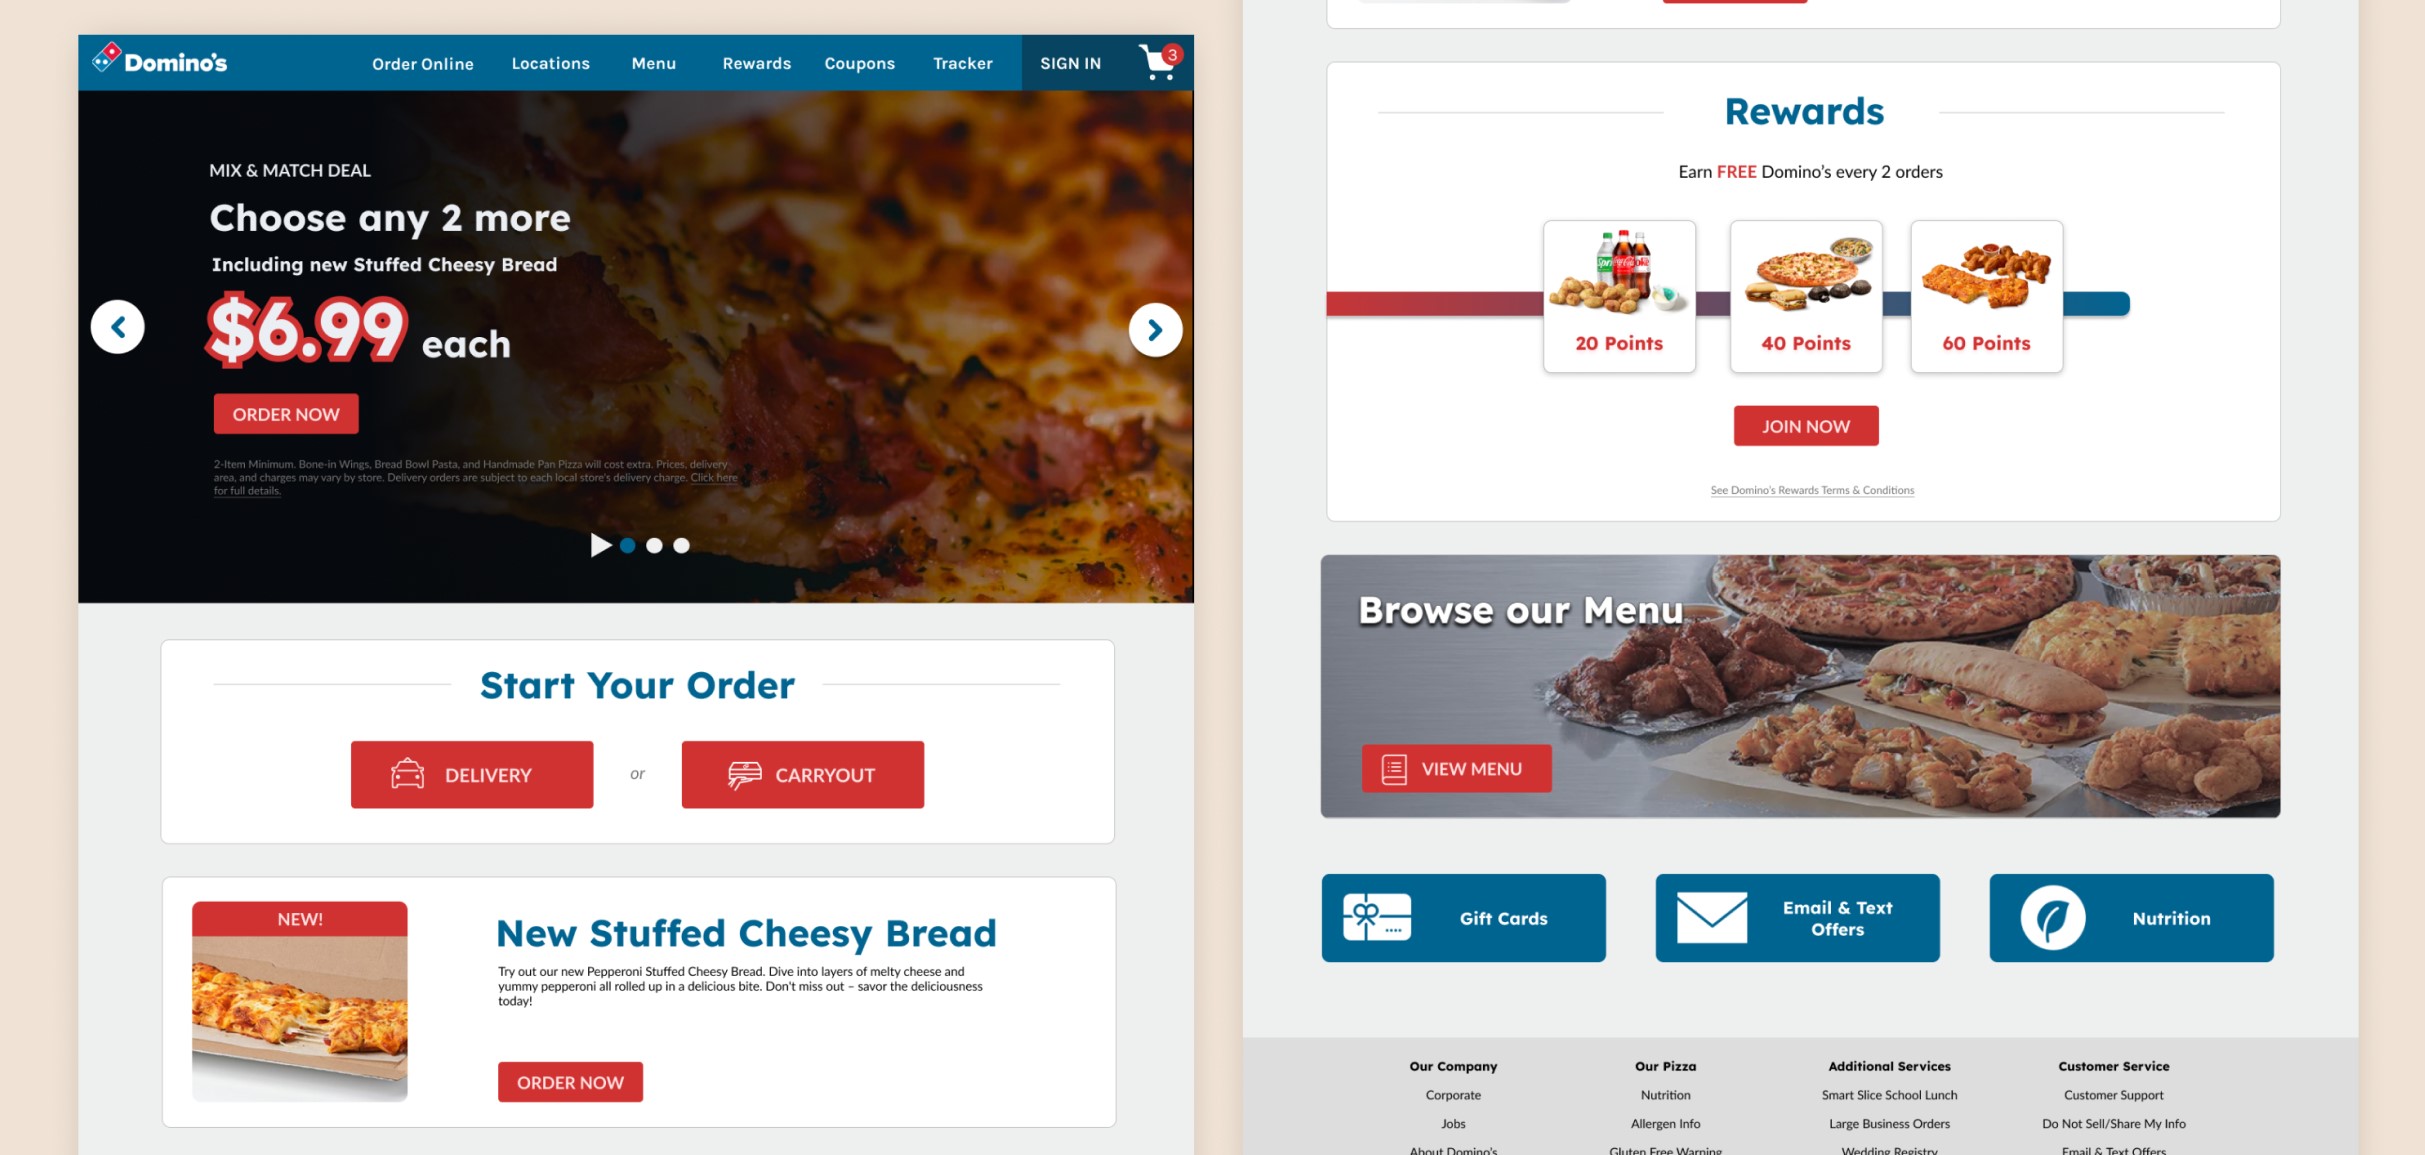 Domino's
Order Online
Locations
Menu
Rewards
Coupons
Tracker
SIGN IN
3
MIX & MATCH DEAL
Choose any 2 more
Including new Stuffed Cheesy Bread
$6.99 each
ORDER NOW
2-Item Minimum. Bone-in Wings, Bread Bowl Pasta, and Handmade Pan Pizza will cost extra. Prices, delivery
area, and charges may vary by store. Delivery orders are subject to each local store's delivery charge. Click here
for full details.
Start Your Order
DELIVERY
or
CARRYOUT
NEW!
New Stuffed Cheesy Bread
Try out our new Pepperoni Stuffed Cheesy Bread. Dive into layers of melty cheese and
yummy pepperoni all rolled up in a delicious bite. Don't miss out – savor the deliciousness
today!
ORDER NOW
Rewards
Earn FREE Domino's every 2 orders
20 Points
40 Points
60 Points
JOIN NOW
See Domino's Rewards Terms & Conditions
Browse our Menu
VIEW MENU
Gift Cards
Email & Text
Offers
Nutrition
Our Company
Corporate
Jobs
About Domino's
Our Pizza
Nutrition
Allergen Info
Gluten Free Warning
Additional Services
Smart Slice School Lunch
Large Business Orders
Wedding Registry
Customer Service
Customer Support
Do Not Sell/Share My Info
Email & Text Offers